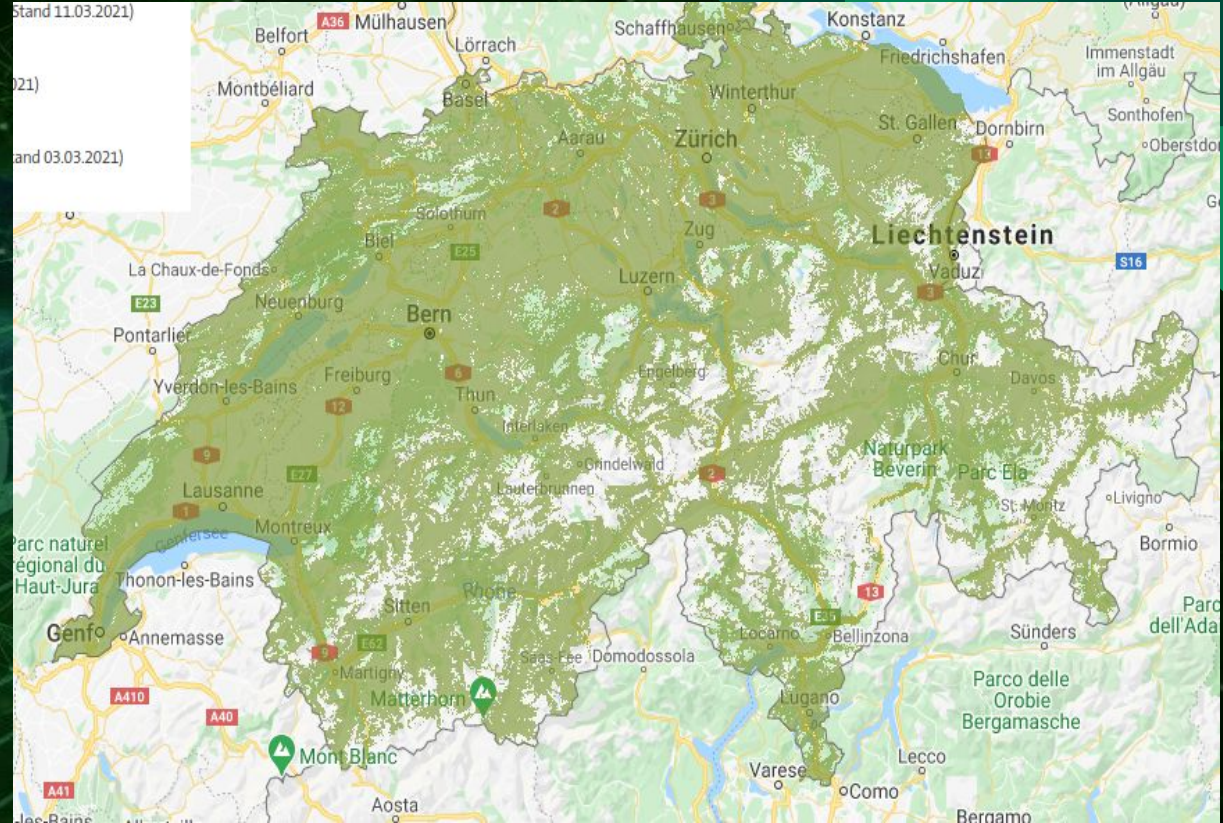 Stand 11.03.2021)
021)
tand 03.03.2021)
A36
Mülhausen
Schaffhausen
Konstanz
Belfort
Lörrach
Friedrichshafen
Immenstadt
im Allgäu
Montbéliard
Basel
Winterthur
Sonthofen
Aarau
Zürich
St. Gallen
Dornbirn
Oberstdo
13
3
2
Solothurn
Zug
Liechtenstein
Biel
E25
S16
La Chaux-de-Fonds
Luzern
Vaduz
E23
Neuenburg
3
Bern
Pontarlier
Chur
Engelberg
Yverdon-les-Bains
Freiburg
6
Davos
12
Thun
Interlaken
Naturpark
Beverin
9
Grindelwald
E27
2
Parc Ela
Lausanne
Lauterbrunnen
Livigno
1
St. Moritz
Montreux
Genfersee
Bormio
Parc naturel
régional du
Haut-Jura
Thonon-les-Bains
Rhone
13
Sitten
E35
Parc
dell'Ada
Genf
Annemasse
E62
Locarno
Bellinzona
Sünders
9
Saas-Fee
Domodossola
Martigny
Matterhorn
Lugano
Parco delle
Orobie
Bergamasche
A410
A40
Mont Blanc
Lecco
Varese
A41
Como
Aosta
-les-Bains
Bergamo